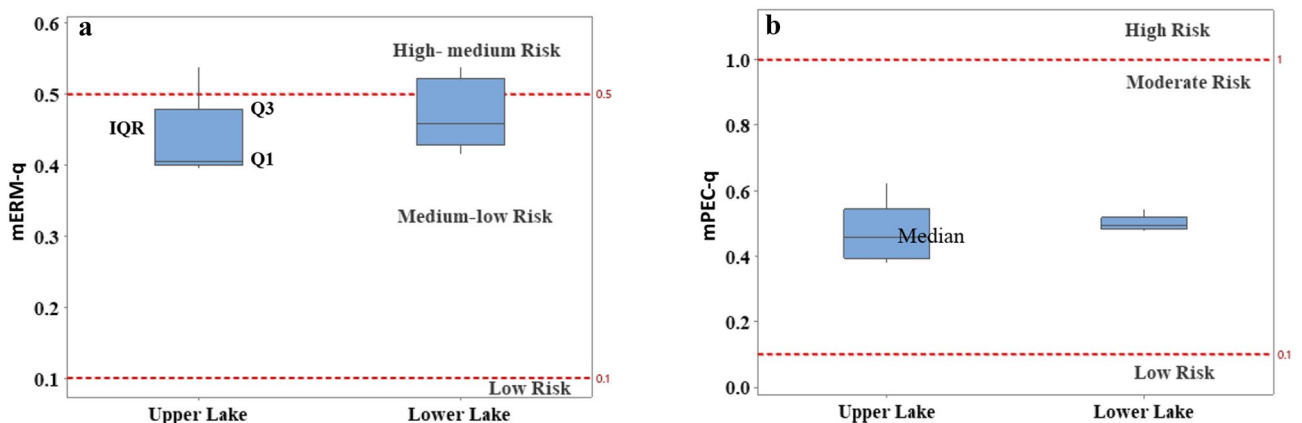 a
0.6
High- medium Risk
0.5
0.5
Q3
IQR
Q1
0.4
mERM-q
Medium-low Risk
0.3
0.2
0.1
0.1
Low Risk
Upper Lake
Lower Lake
b
High Risk
1.0
1
Moderate Risk
0.8
0.6
mPEC-q
Median
0.4
0.2
0.1
Low Risk
0.0
Upper Lake
Lower Lake